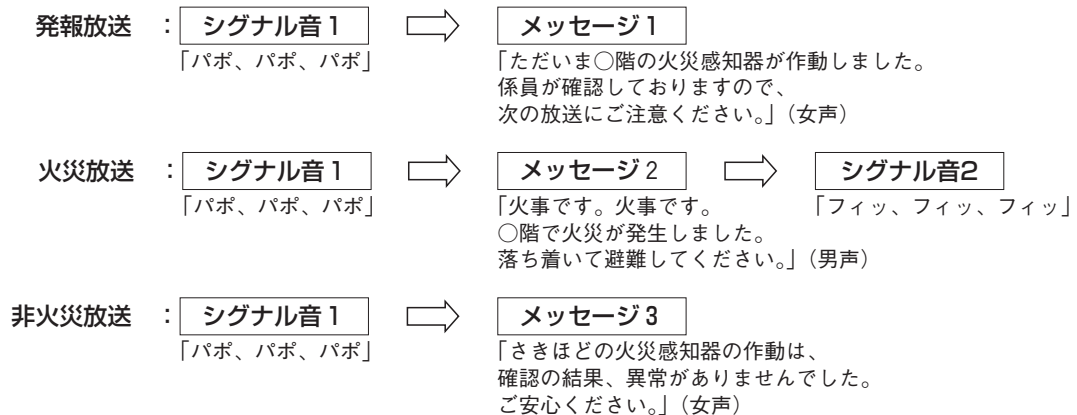 発報放送 ：シグナル音1 メッセージ1
「パポ、パポ、パポ」 「ただいま○階の火災感知器が作動しました。
係員が確認しておりますので、
次の放送にご注意ください。」（女声）
火災放送 ：シグナル音1 メッセージ2 シグナル音2
「パポ、パポ、パポ」 「火事です。火事です。 「フィッ、フィッ、フィッ」
○階で火災が発生しました。
落ち着いて避難してください。」（男声）
非火災放送 ：シグナル音1 メッセージ3
「パポ、パポ、パポ」 「さきほどの火災感知器の作動は、
確認の結果、異常がありませんでした。
ご安心ください。」（女声）